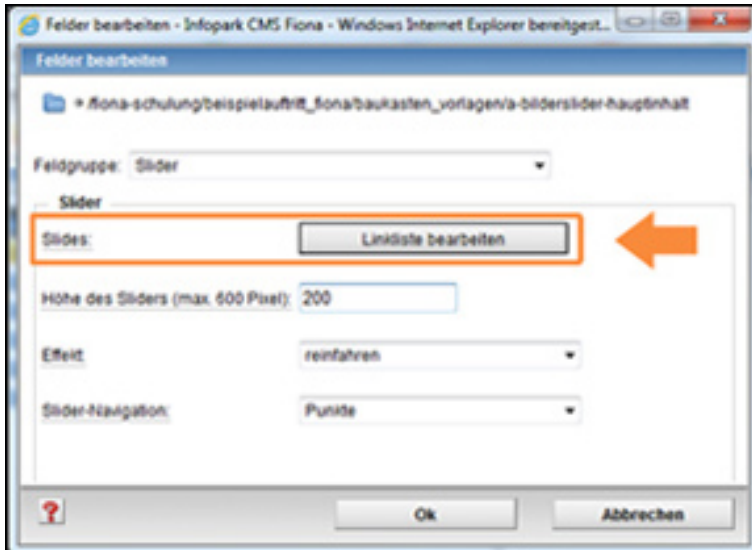 Felder bearbeiten - Infopark CMS Fiona - Windows Internet Explorer bereitgest...
Felder bearbeiten
/fiona-schulung/beispielauftritt_fiona/baukasten_vorlagen/a-bilderslider-hauptinhalt
Feldgruppe: Slider
Slider
Slides: Linkliste bearbeiten
Höhe des Sliders (max. 600 Pixel): 200
Effekt: reinfahren
Slider-Navigation: Punkte
?
Ok Abbrechen